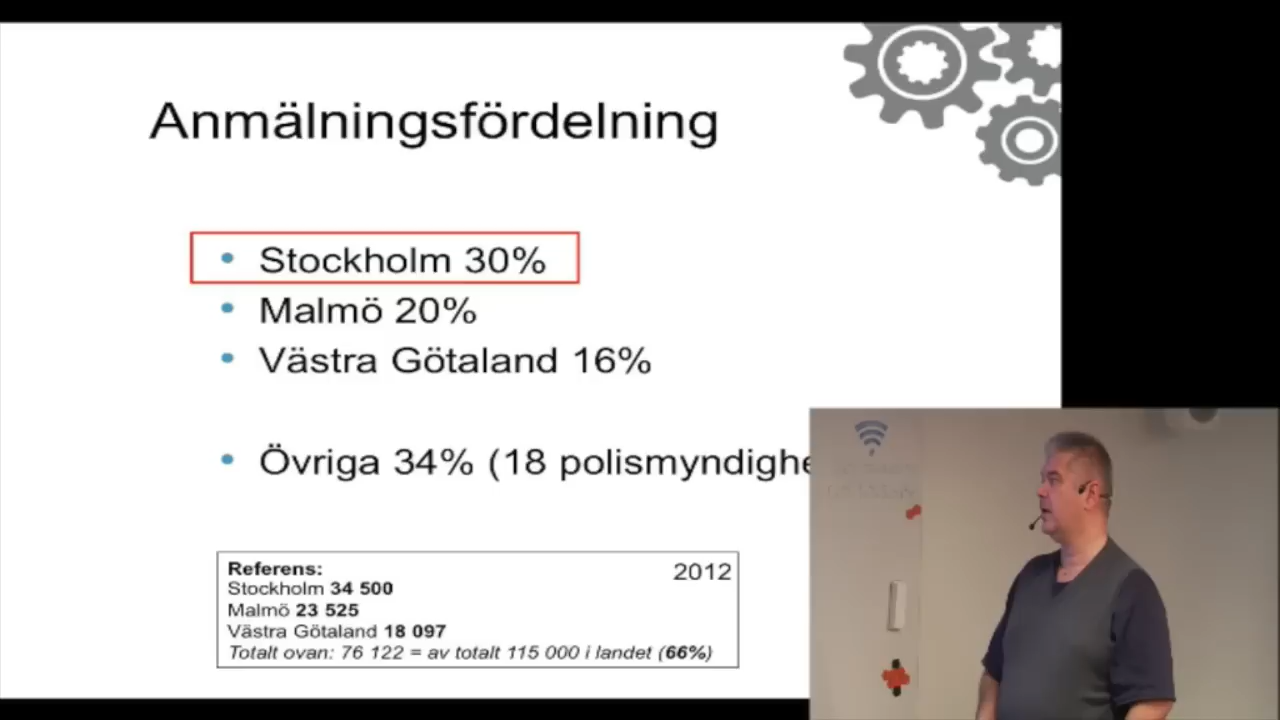 Anmälningsfördelning
• Stockholm 30%
• Malmö 20%
• Västra Götaland 16%
• Övriga 34% (18 polismyndighe
Referens:
2012
Stockholm 34 500
Malmö 23 525
Västra Götaland 18 097
Totalt ovan: 76 122 = av totalt 115 000 i landet (66%)